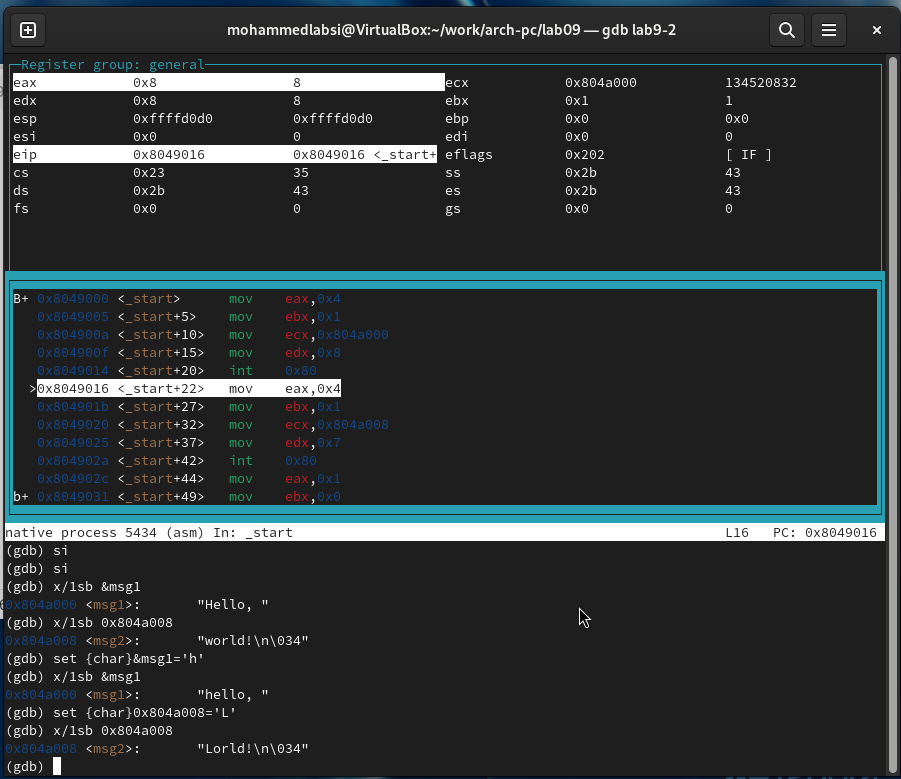 mohammedlabsi@VirtualBox:~/work/arch-pc/lab09 — gdb lab9-2
Register group: general
eax 0x8 8 ecx 0x804a000 134520832
edx 0x8 8 ebx 0x1 1
esp 0xffffd0d0 0xffffd0d0 ebp 0x0 0x0
esi 0x0 0 edi 0x0 0
eip 0x8049016 0x8049016 <_start+ eflags 0x202 [ IF ]
cs 0x23 35 ss 0x2b 43
ds 0x2b 43 es 0x2b 43
fs 0x0 0 gs 0x0 0
B+ 0x8049000 <_start> mov eax,0x4
0x8049005 <_start+5> mov ebx,0x1
0x804900a <_start+10> mov ecx,0x804a000
0x804900f <_start+15> mov edx,0x8
0x8049014 <_start+20> int 0x80
>0x8049016 <_start+22> mov eax,0x4
0x804901b <_start+27> mov ebx,0x1
0x8049020 <_start+32> mov ecx,0x804a008
0x8049025 <_start+37> mov edx,0x7
0x804902a <_start+42> int 0x80
0x804902c <_start+44> mov eax,0x1
b+ 0x8049031 <_start+49> mov ebx,0x0
native process 5434 (asm) In: _start L16 PC: 0x8049016
(gdb) si
(gdb) si
(gdb) x/1sb &msg1
0x804a000 <msg1>: "Hello, "
(gdb) x/1sb 0x804a008
0x804a008 <msg2>: "world!\n\034"
(gdb) set {char}&msg1='h'
(gdb) x/1sb &msg1
0x804a000 <msg1>: "hello, "
(gdb) set {char}0x804a008='L'
(gdb) x/1sb 0x804a008
0x804a008 <msg2>: "Lorld!\n\034"
(gdb)